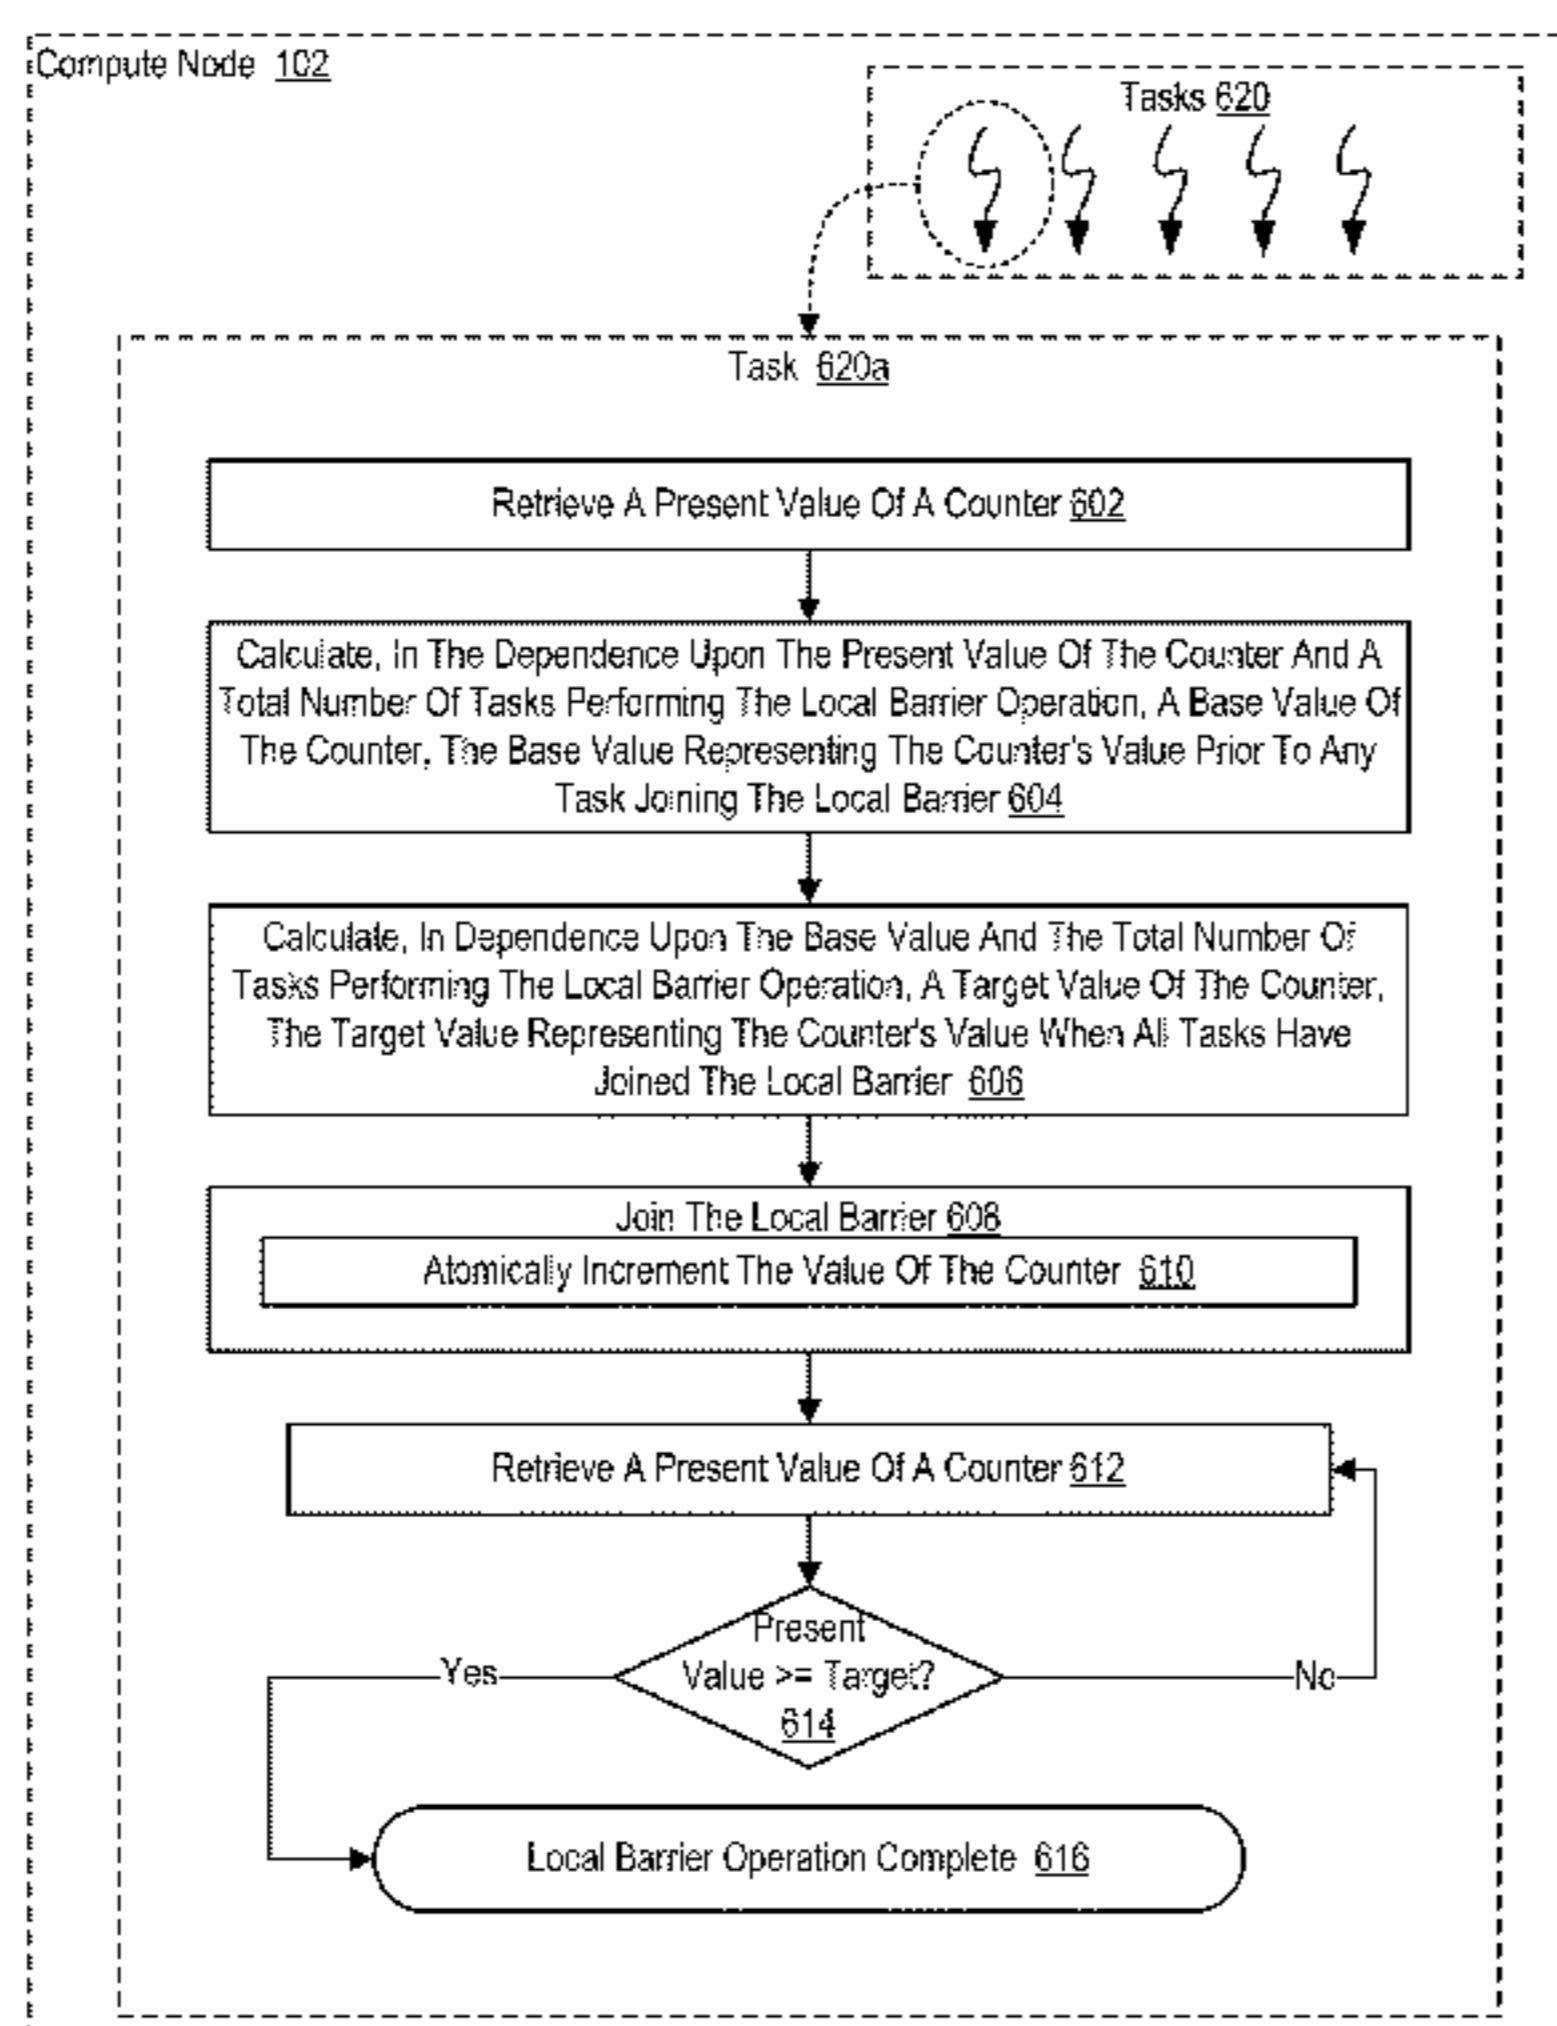 Compute Node 102
Tasks 620
Task 620a
Retrieve A Present Value Of A Counter 602
Calculate, In The Dependence Upon The Present Value Of The Counter And A
Total Number Of Tasks Performing The Local Barrier Operation, A Base Value Of
The Counter, The Base Value Representing The Counter's Value Prior To Any
Task Joining The Local Barrier 604
Calculate, In Dependence Upon The Base Value And The Total Number Of
Tasks Performing The Local Barrier Operation, A Target Value Of The Counter,
The Target Value Representing The Counter's Value When All Tasks Have
Joined The Local Barrier 606
Join The Local Barrier 608
Atomically Increment The Value Of The Counter 610
Retrieve A Present Value Of A Counter 612
Present
Value >= Target?
614
Yes
No
Local Barrier Operation Complete 616